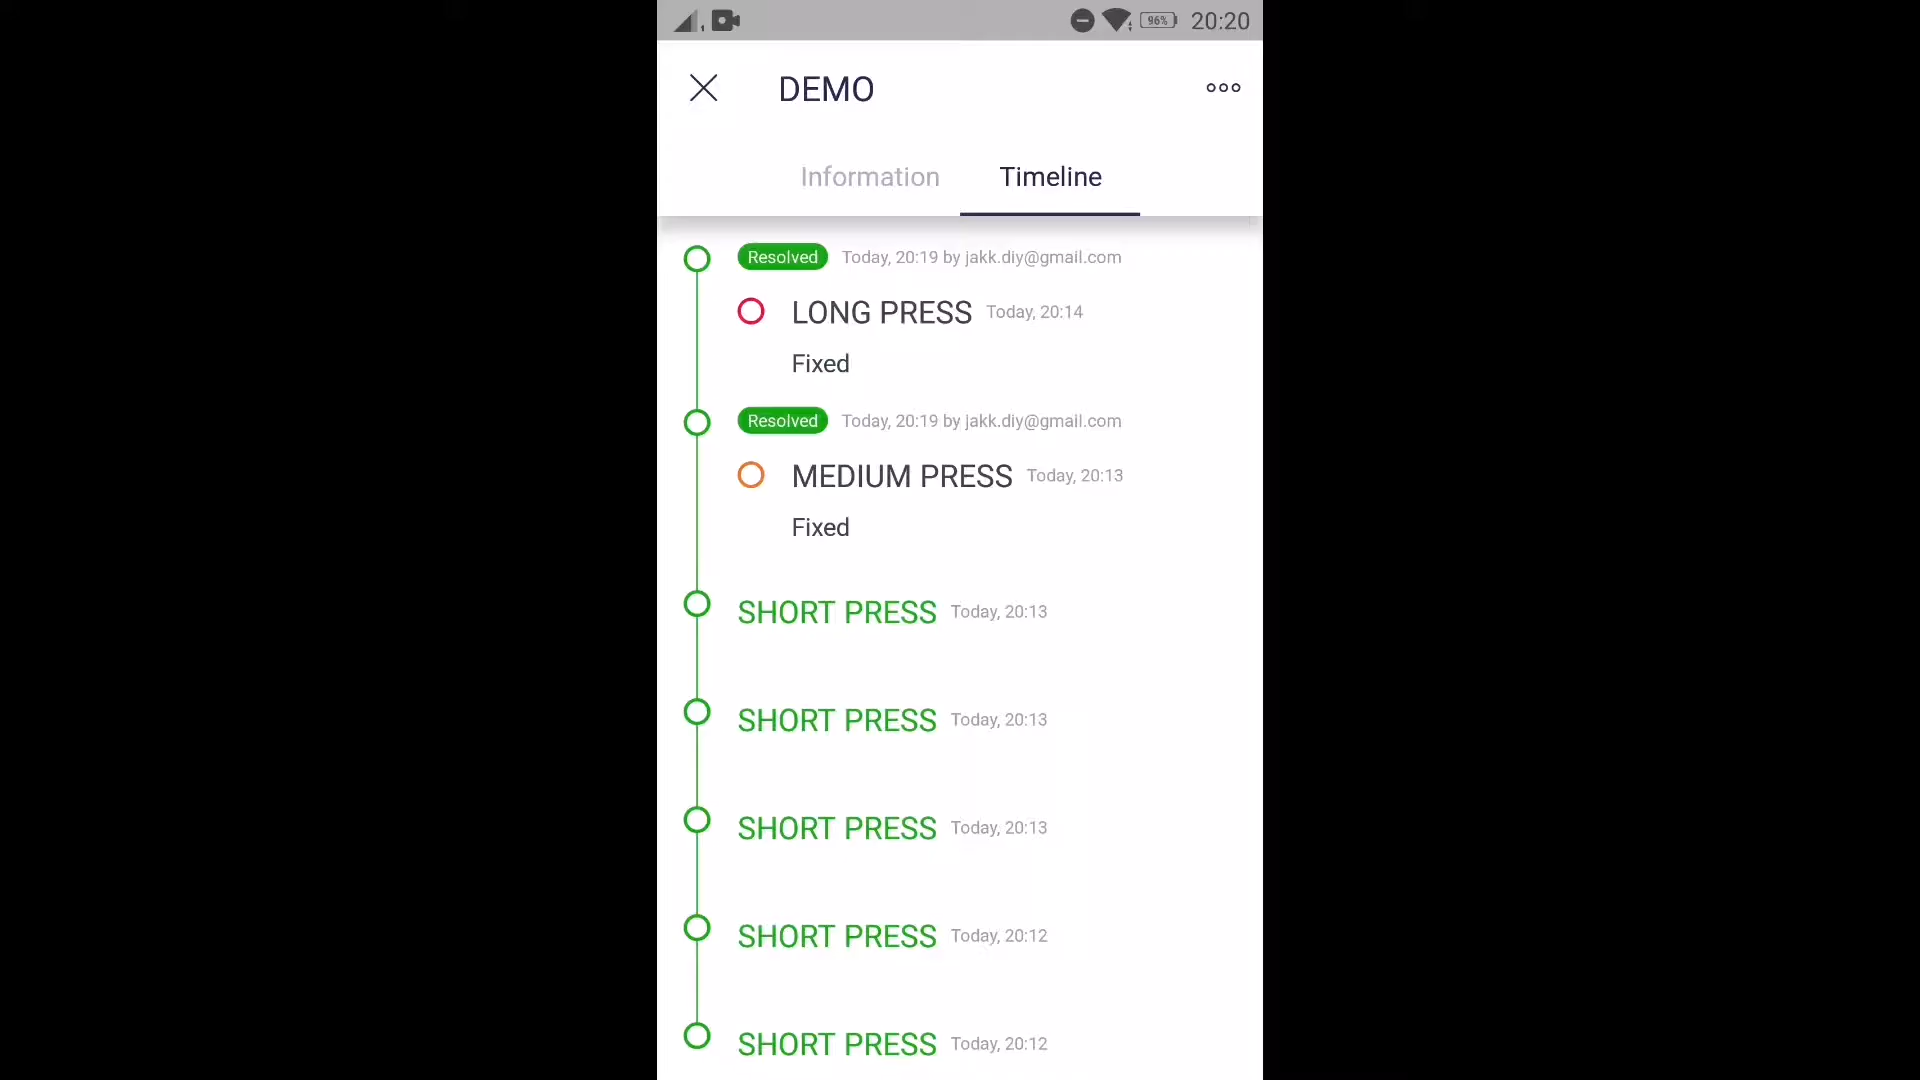 96% 20:20
DEMO
Information Timeline
Resolved Today, 20:19 by jakk.diy@gmail.com
LONG PRESS Today, 20:14
Fixed
Resolved Today, 20:19 by jakk.diy@gmail.com
MEDIUM PRESS Today, 20:13
Fixed
SHORT PRESS Today, 20:13
SHORT PRESS Today, 20:13
SHORT PRESS Today, 20:13
SHORT PRESS Today, 20:12
SHORT PRESS Today, 20:12